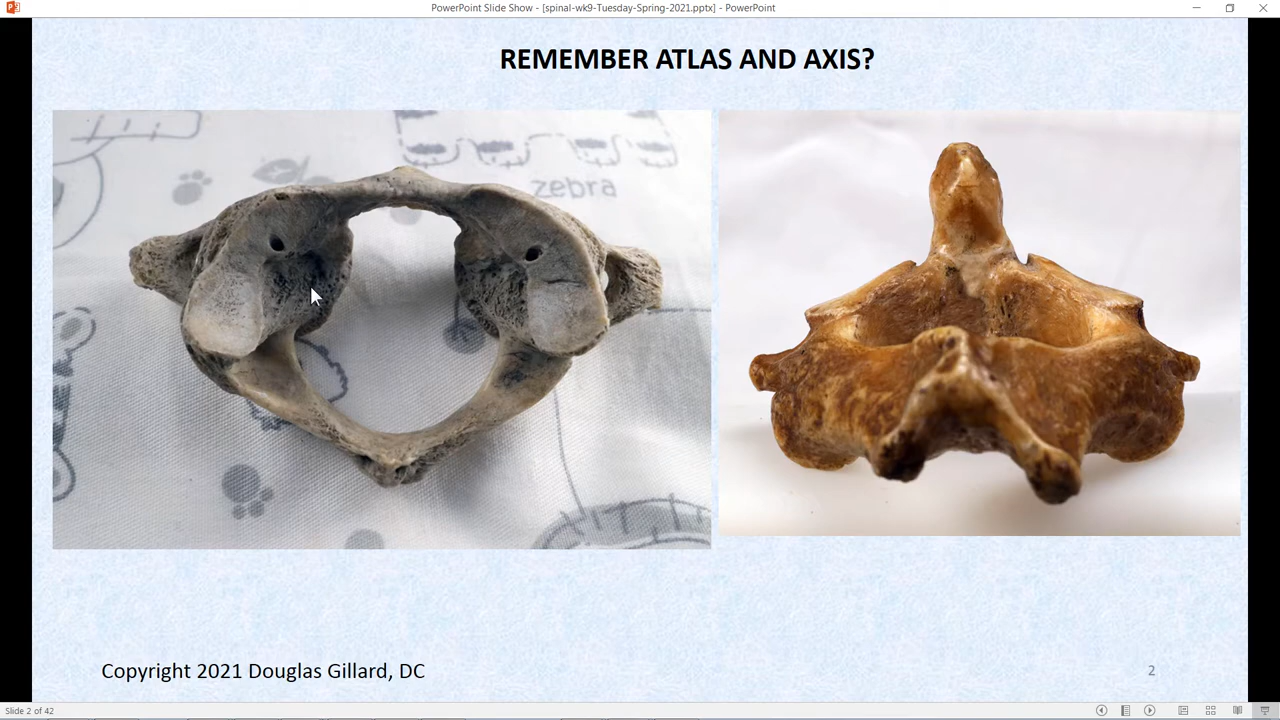 PowerPoint Slide Show - [spinal-wk9-Tuesday-Spring-2021.pptx] - PowerPoint
REMEMBER ATLAS AND AXIS?
zebra
Copyright 2021 Douglas Gillard, DC
2
Slide 2 of 42